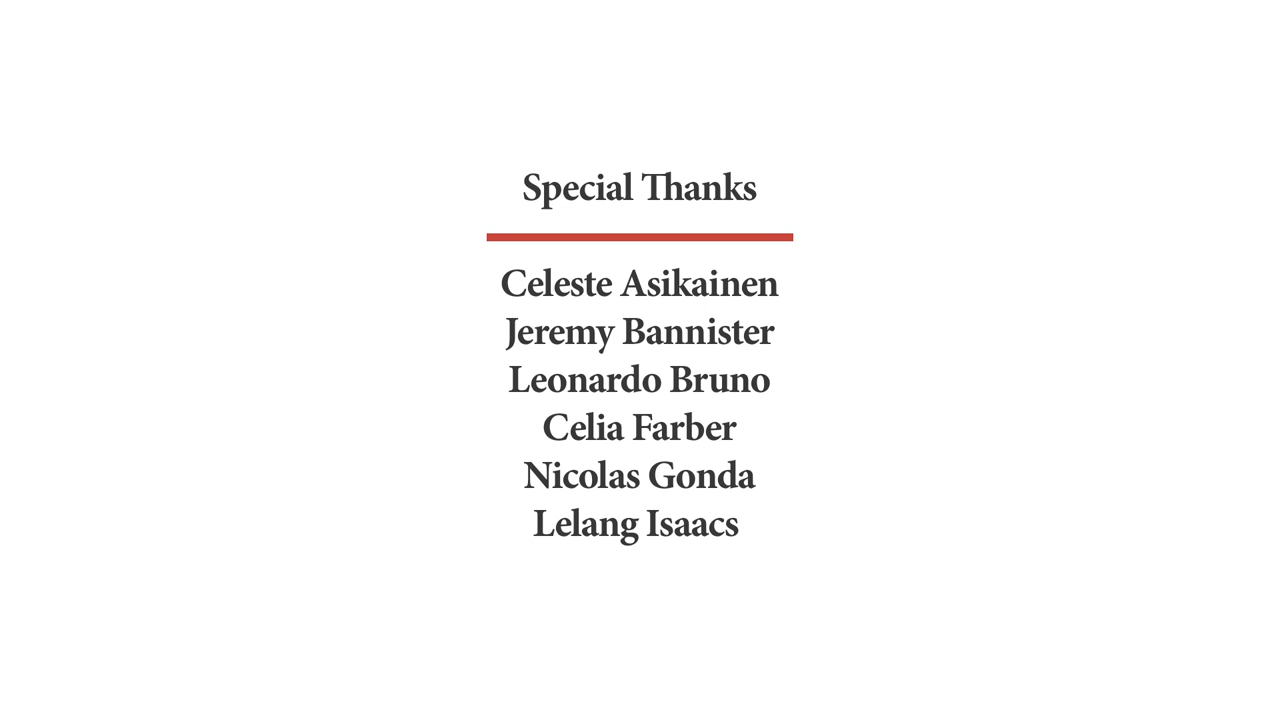 Special Thanks
Celeste Asikainen
Jeremy Bannister
Leonardo Bruno
Celia Farber
Nicolas Gonda
Lelang Isaacs